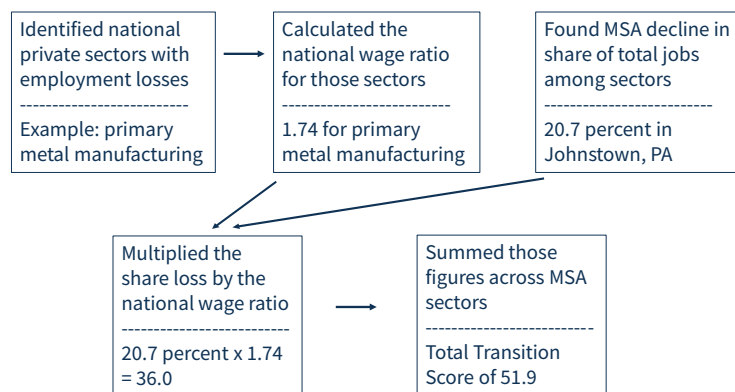 Identified national
private sectors with
employment losses
--------------------------
Example: primary
metal manufacturing
Calculated the
national wage ratio
for those sectors
--------------------------
1.74 for primary
metal manufacturing
Found MSA decline in
share of total jobs
among sectors
--------------------------
20.7 percent in
Johnstown, PA
Multiplied the
share loss by the
national wage ratio
--------------------------
20.7 percent x 1.74
= 36.0
Summed those
figures across MSA
sectors
--------------------------
Total Transition
Score of 51.9